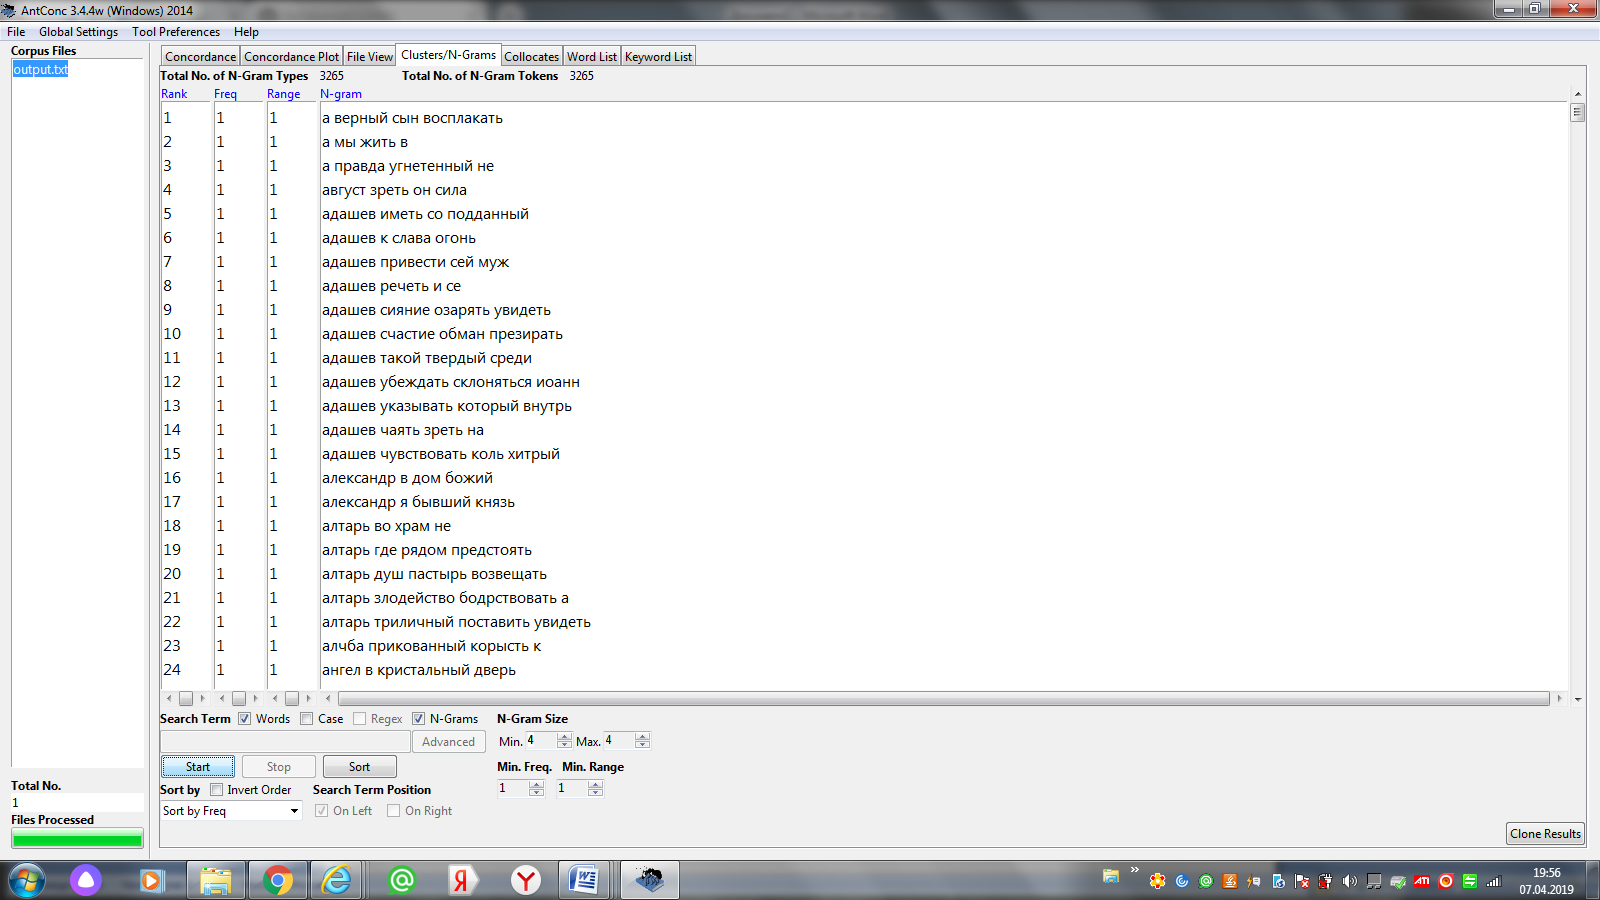 AntConc 3.4.4w (Windows) 2014
File Global Settings Tool Preferences Help
Corpus Files
output.txt
Concordance Concordance Plot File View Clusters/N-Grams Collocates Word List Keyword List
Total No. of N-Gram Types 3265 Total No. of N-Gram Tokens 3265
Rank Freq Range N-gram
1 1 1 а верный сын восплакать
2 1 1 а мы жить в
3 1 1 а правда угнетенный не
4 1 1 август зреть он сила
5 1 1 адашев иметь со подданный
6 1 1 адашев к слава огонь
7 1 1 адашев привести сей муж
8 1 1 адашев речеть и се
9 1 1 адашев сияние озарять увидеть
10 1 1 адашев счастие обман презирать
11 1 1 адашев такой твердый среди
12 1 1 адашев убеждать склоняться иоанн
13 1 1 адашев указывать который внутрь
14 1 1 адашев чаять зреть на
15 1 1 адашев чувствовать коль хитрый
16 1 1 александр в дом божий
17 1 1 александр я бывший князь
18 1 1 алтарь во храм не
19 1 1 алтарь где рядом предстоять
20 1 1 алтарь душ пастырь возвещать
21 1 1 алтарь злодейство бодрствовать а
22 1 1 алтарь триличный поставить увидеть
23 1 1 алчба прикованный корысть к
24 1 1 ангел в кристальный дверь
Search Term Words Case Regex N-Grams N-Gram Size
Advanced Min. 4 Max. 4
Start Stop Sort Min. Freq. Min. Range
Total No.
1
Sort by Invert Order Search Term Position 1 1
Sort by Freq On Left On Right
Files Processed
Clone Results
19:56
07.04.2019